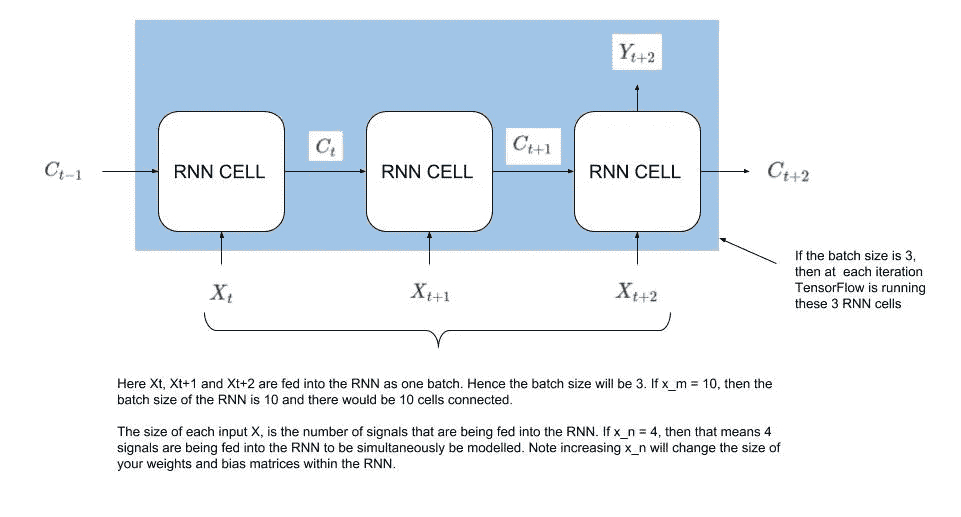 Y_{t+2}
C_{t-1}
RNN CELL
C_t
RNN CELL
C_{t+1}
RNN CELL
C_{t+2}
X_t
X_{t+1}
X_{t+2}
If the batch size is 3,
then at each iteration
TensorFlow is running
these 3 RNN cells
Here Xt, Xt+1 and Xt+2 are fed into the RNN as one batch. Hence the batch size will be 3. If x_m = 10, then the
batch size of the RNN is 10 and there would be 10 cells connected.
The size of each input X, is the number of signals that are being fed into the RNN. If x_n = 4, then that means 4
signals are being fed into the RNN to be simultaneously be modelled. Note increasing x_n will change the size of
your weights and bias matrices within the RNN.